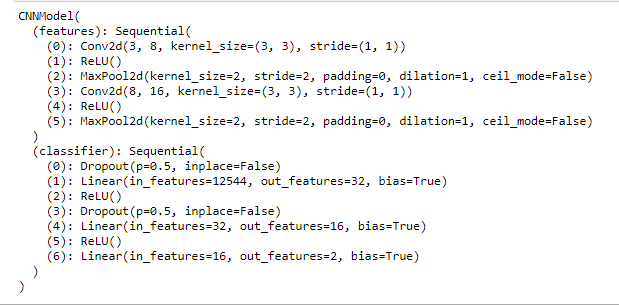 CNNModel(
  (features): Sequential(
    (0): Conv2d(3, 8, kernel_size=(3, 3), stride=(1, 1))
    (1): ReLU()
    (2): MaxPool2d(kernel_size=2, stride=2, padding=0, dilation=1, ceil_mode=False)
    (3): Conv2d(8, 16, kernel_size=(3, 3), stride=(1, 1))
    (4): ReLU()
    (5): MaxPool2d(kernel_size=2, stride=2, padding=0, dilation=1, ceil_mode=False)
  )
  (classifier): Sequential(
    (0): Dropout(p=0.5, inplace=False)
    (1): Linear(in_features=12544, out_features=32, bias=True)
    (2): ReLU()
    (3): Dropout(p=0.5, inplace=False)
    (4): Linear(in_features=32, out_features=16, bias=True)
    (5): ReLU()
    (6): Linear(in_features=16, out_features=2, bias=True)
  )
)